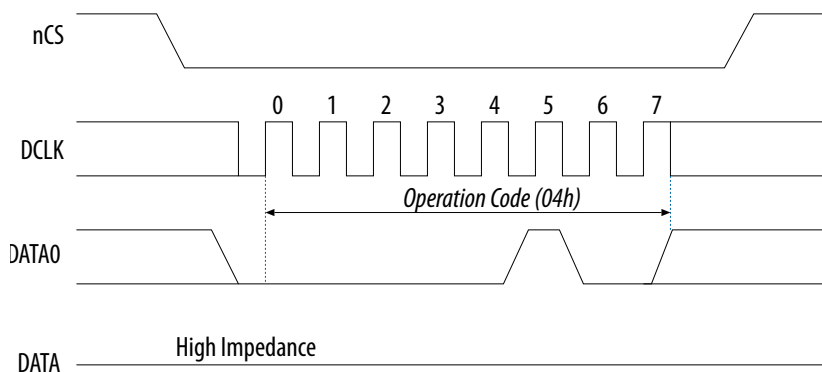 nCS
0 1 2 3 4 5 6 7
DCLK
Operation Code (04h)
DATA0
High Impedance
DATA